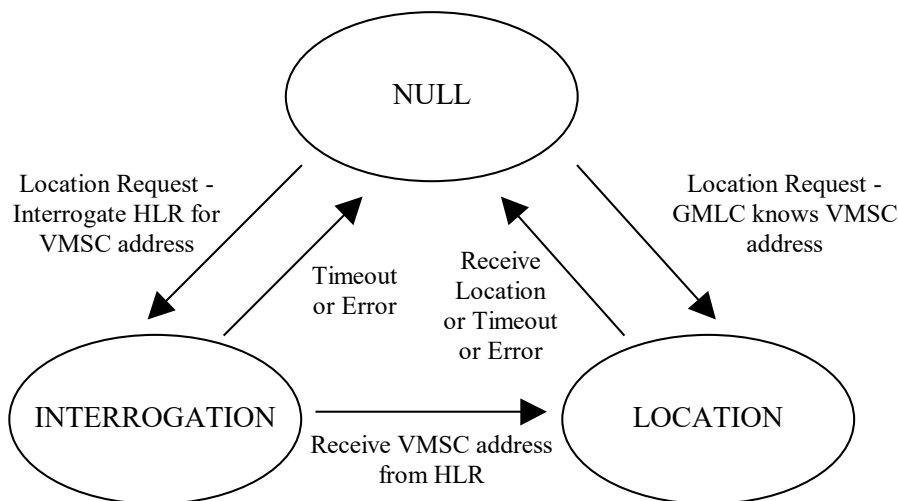 NULL
Location Request -
Interrogate HLR for
VMSC address
Location Request -
GMLC knows VMSC
address
Timeout
or Error
Receive
Location
or Timeout
or Error
INTERROGATION
LOCATION
Receive VMSC address
from HLR